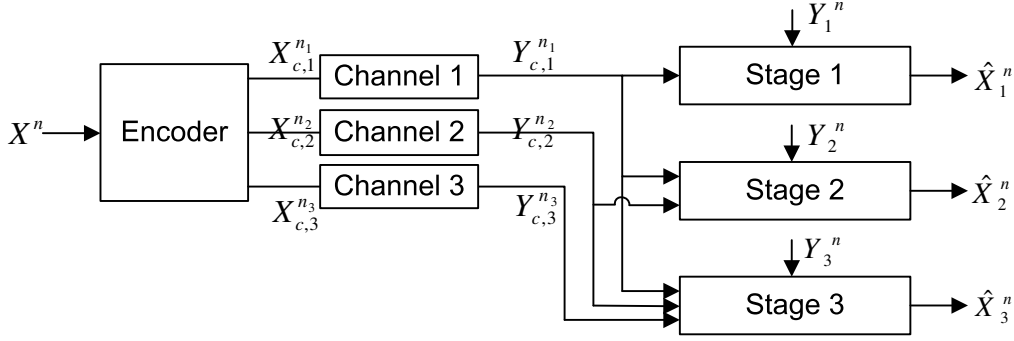 Y_1^n
X_{c,1}^{n_1} Channel 1 Y_{c,1}^{n_1} Stage 1 \hat{X}_1^n
X^n Encoder X_{c,2}^{n_2} Channel 2 Y_{c,2}^{n_2}
Y_2^n
X_{c,3}^{n_3} Channel 3 Y_{c,3}^{n_3} Stage 2 \hat{X}_2^n
Y_3^n
Stage 3 \hat{X}_3^n